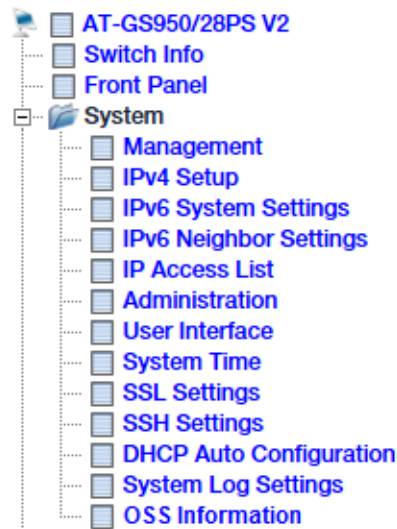 AT-GS950/28PS V2
Switch Info
Front Panel
System
Management
IPv4 Setup
IPv6 System Settings
IPv6 Neighbor Settings
IP Access List
Administration
User Interface
System Time
SSL Settings
SSH Settings
DHCP Auto Configuration
System Log Settings
OSS Information